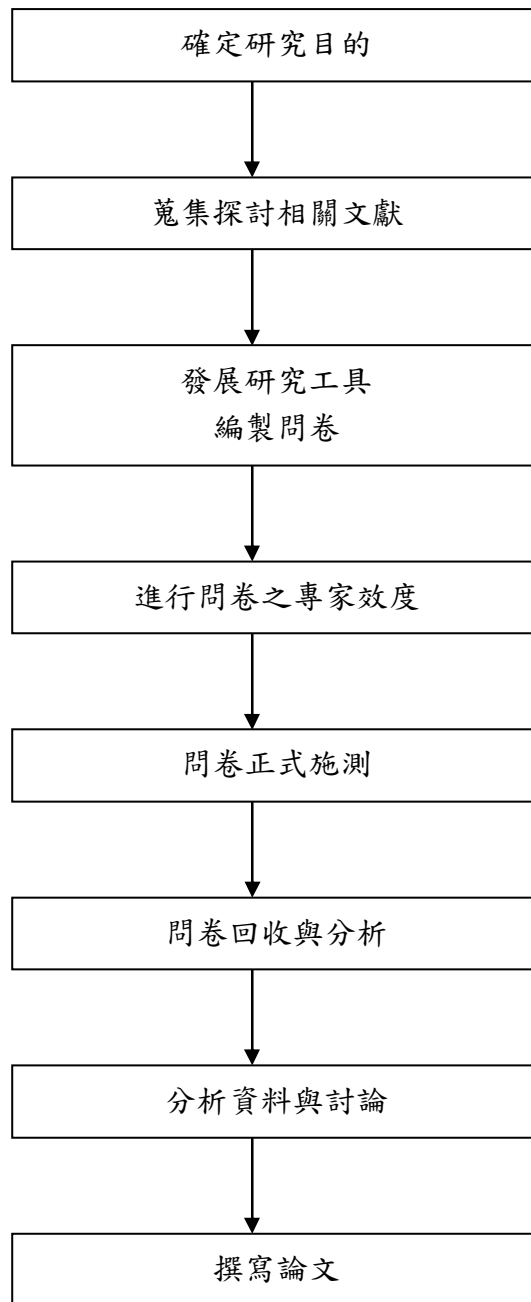 確定研究目的
蒐集探討相關文獻
發展研究工具
編製問卷
進行問卷之專家效度
問卷正式施測
問卷回收與分析
分析資料與討論
撰寫論文